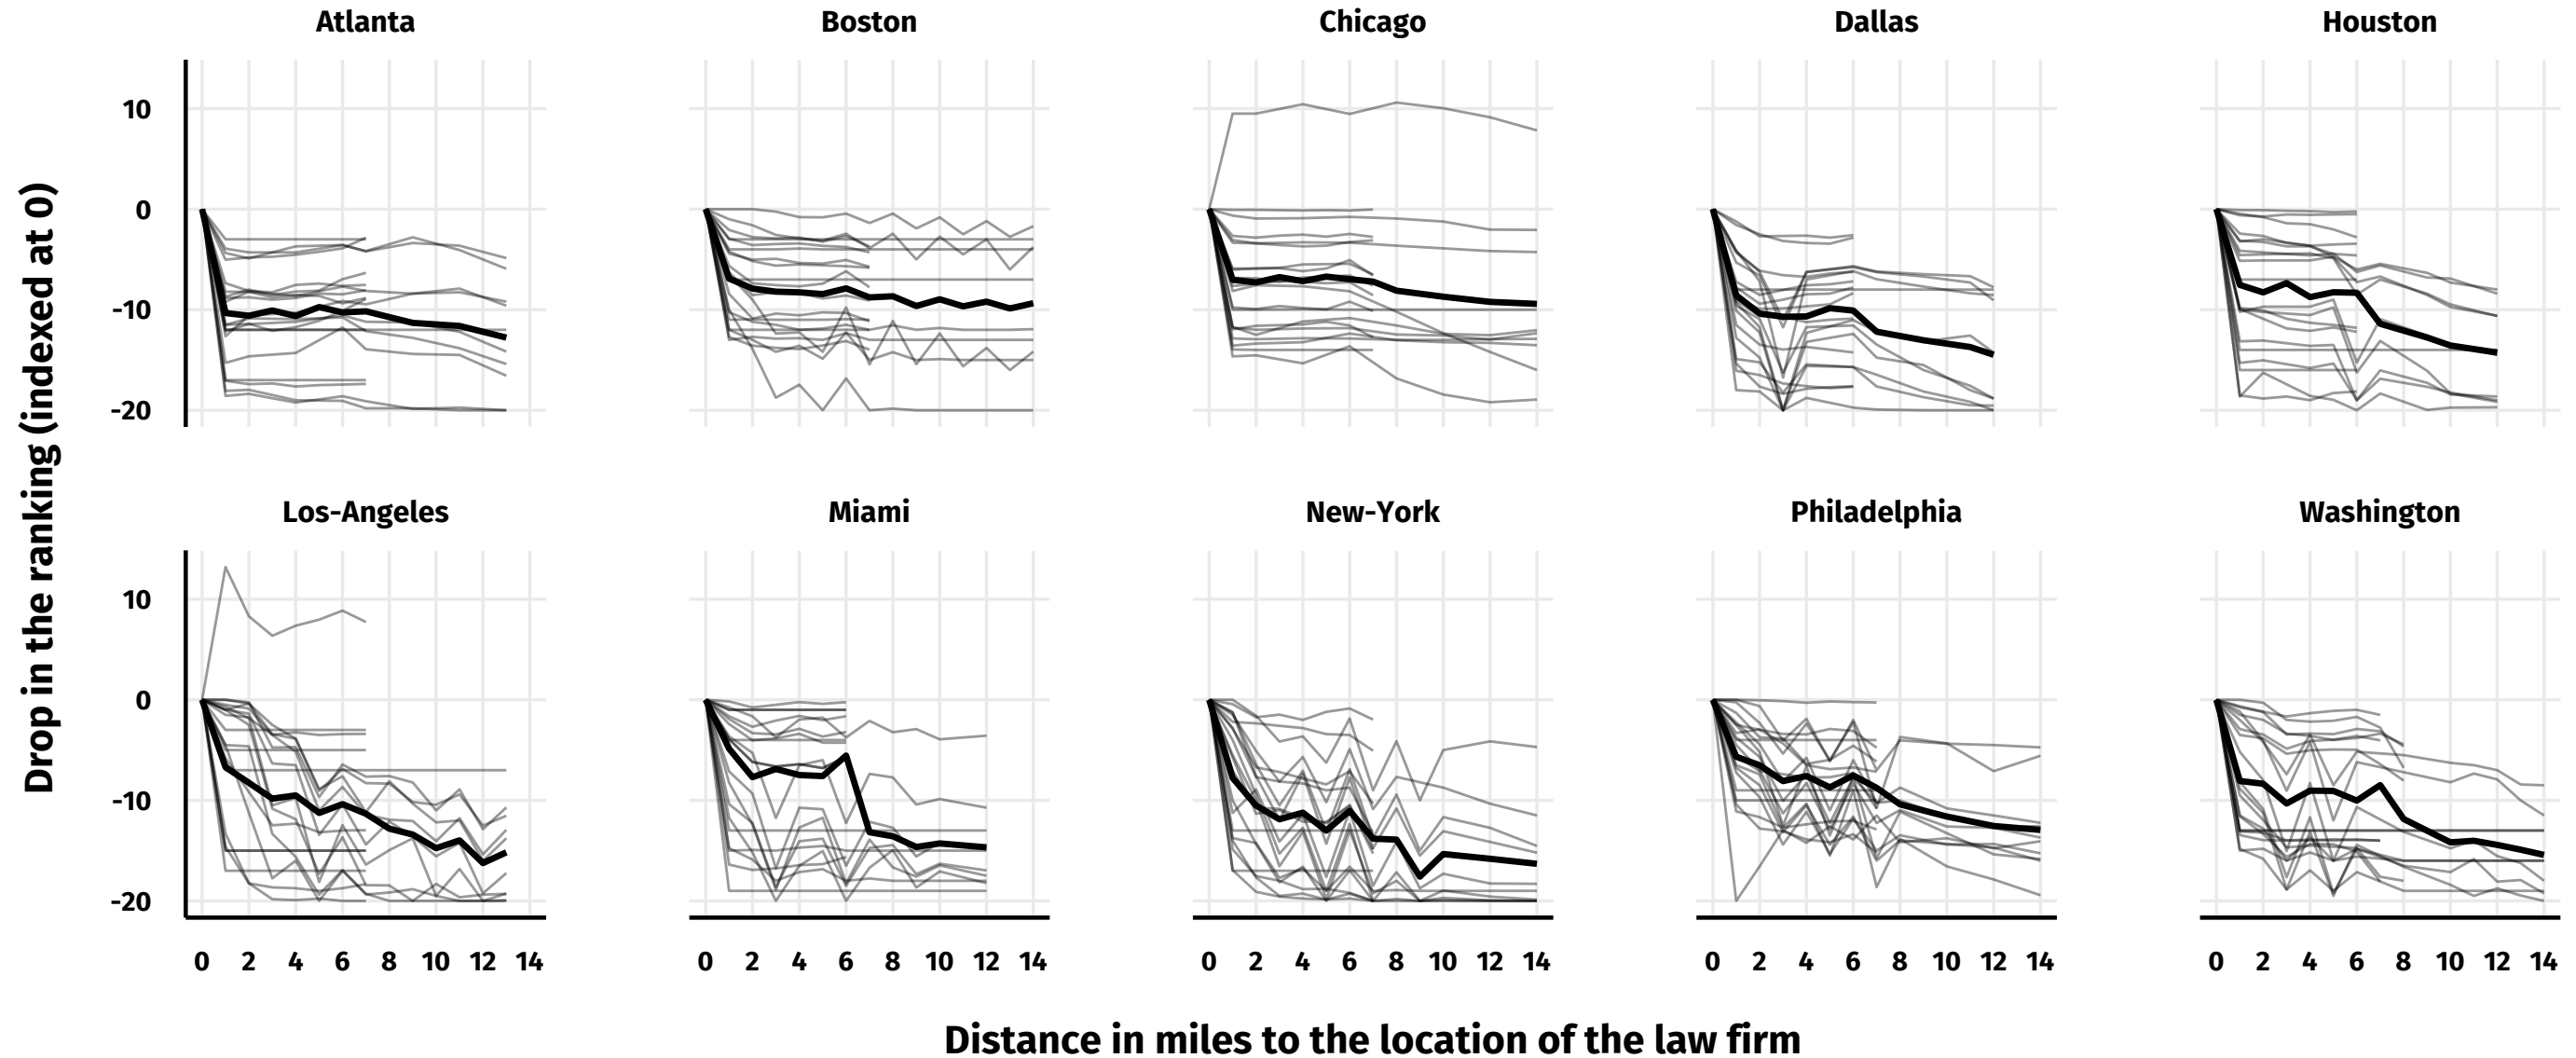 Atlanta Boston Chicago Dallas Houston
10
0
-10
-20
Los-Angeles Miami New-York Philadelphia Washington
10
0
-10
-20
0 2 4 6 8 10 12 14 0 2 4 6 8 10 12 14 0 2 4 6 8 10 12 14 0 2 4 6 8 10 12 14 0 2 4 6 8 10 12 14
Distance in miles to the location of the law firm
Drop in the ranking (indexed at 0)